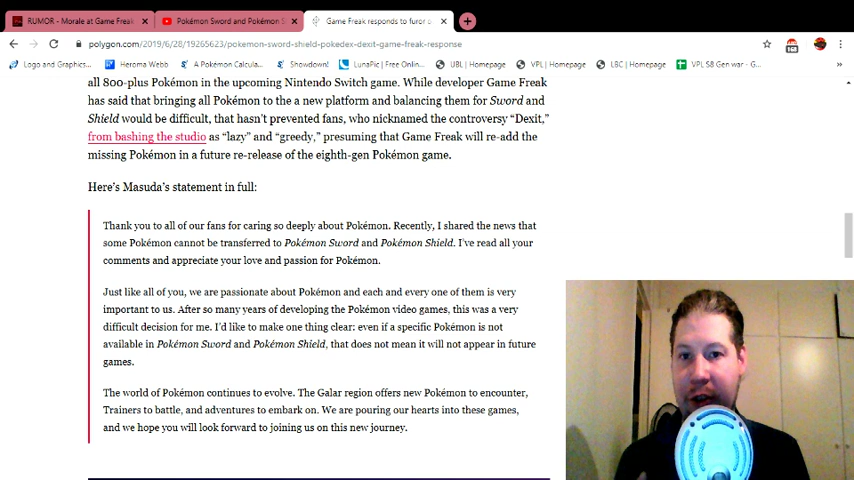 RUMOR - Morale at Game Freak
Pokémon Sword and Pokémon S
Game Freak responds to furor o
polygon.com/2019/6/28/19265623/pokemon-sword-shield-pokedex-dexit-game-freak-response
Logo and Graphics...
Heroma Webb
A Pokémon Calcula...
Showdown!
LunaPic | Free Onlin...
UBL | Homepage
VPL | Homepage
LBC | Homepage
VPL S8 Gen war - G...
all 800-plus Pokémon in the upcoming Nintendo Switch game. While developer Game Freak
has said that bringing all Pokémon to the a new platform and balancing them for Sword and
Shield would be difficult, that hasn't prevented fans, who nicknamed the controversy “Dexit,”
from bashing the studio as “lazy” and “greedy,” presuming that Game Freak will re-add the
missing Pokémon in a future re-release of the eighth-gen Pokémon game.
Here's Masuda's statement in full:
Thank you to all of our fans for caring so deeply about Pokémon. Recently, I shared the news that
some Pokémon cannot be transferred to Pokémon Sword and Pokémon Shield. I've read all your
comments and appreciate your love and passion for Pokémon.
Just like all of you, we are passionate about Pokémon and each and every one of them is very
important to us. After so many years of developing the Pokémon video games, this was a very
difficult decision for me. I'd like to make one thing clear: even if a specific Pokémon is not
available in Pokémon Sword and Pokémon Shield, that does not mean it will not appear in future
games.
The world of Pokémon continues to evolve. The Galar region offers new Pokémon to encounter,
Trainers to battle, and adventures to embark on. We are pouring our hearts into these games,
and we hope you will look forward to joining us on this new journey.